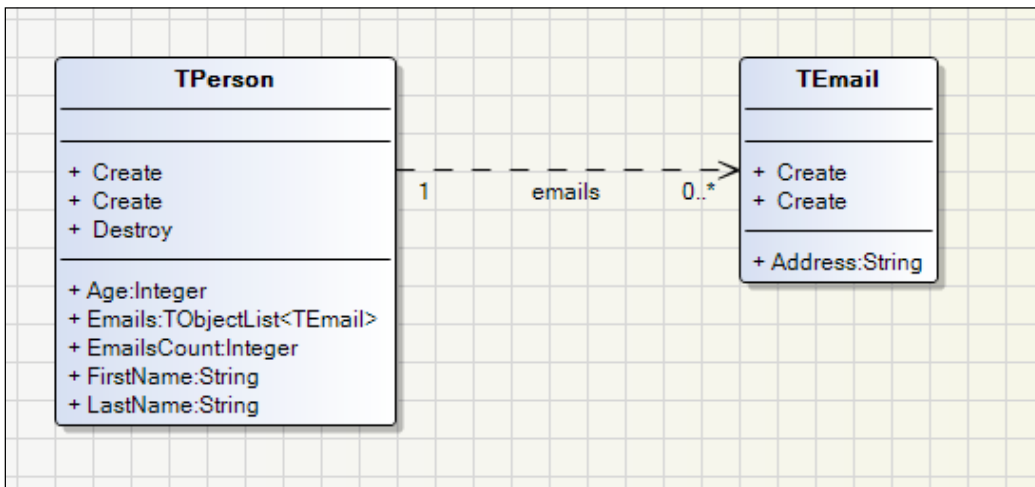 TPerson
+ Create
+ Create
+ Destroy
+ Age:Integer
+ Emails:TObjectList<TEmail>
+ EmailsCount:Integer
+ FirstName:String
+ LastName:String
1 emails 0..*
TEmail
+ Create
+ Create
+ Address:String